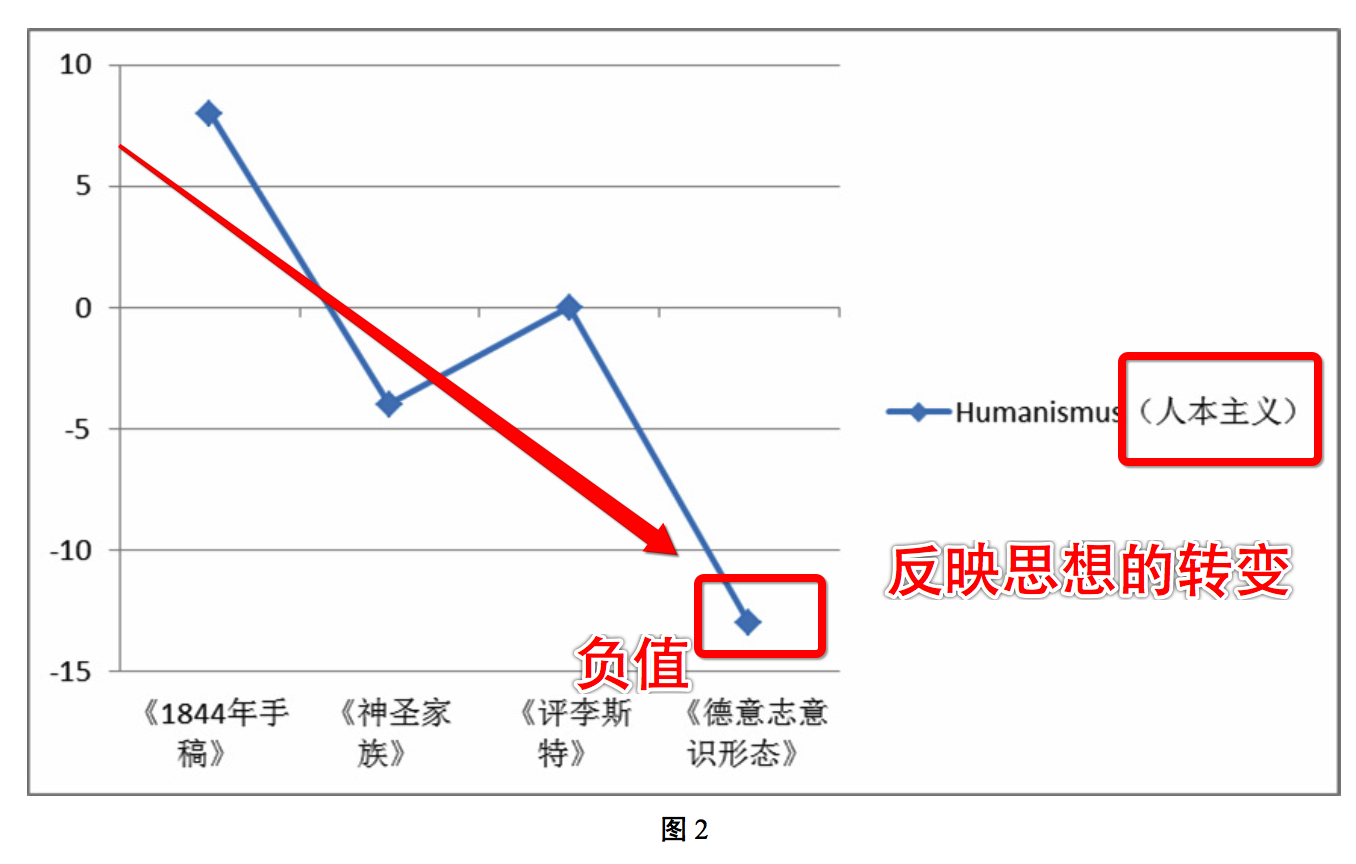 10
5
0
-5
-10
-15
Humanismus（人本主义）
反映思想的转变
负值
《1844年手稿》
《神圣家族》
《评李斯特》
《德意志意识形态》
图 2